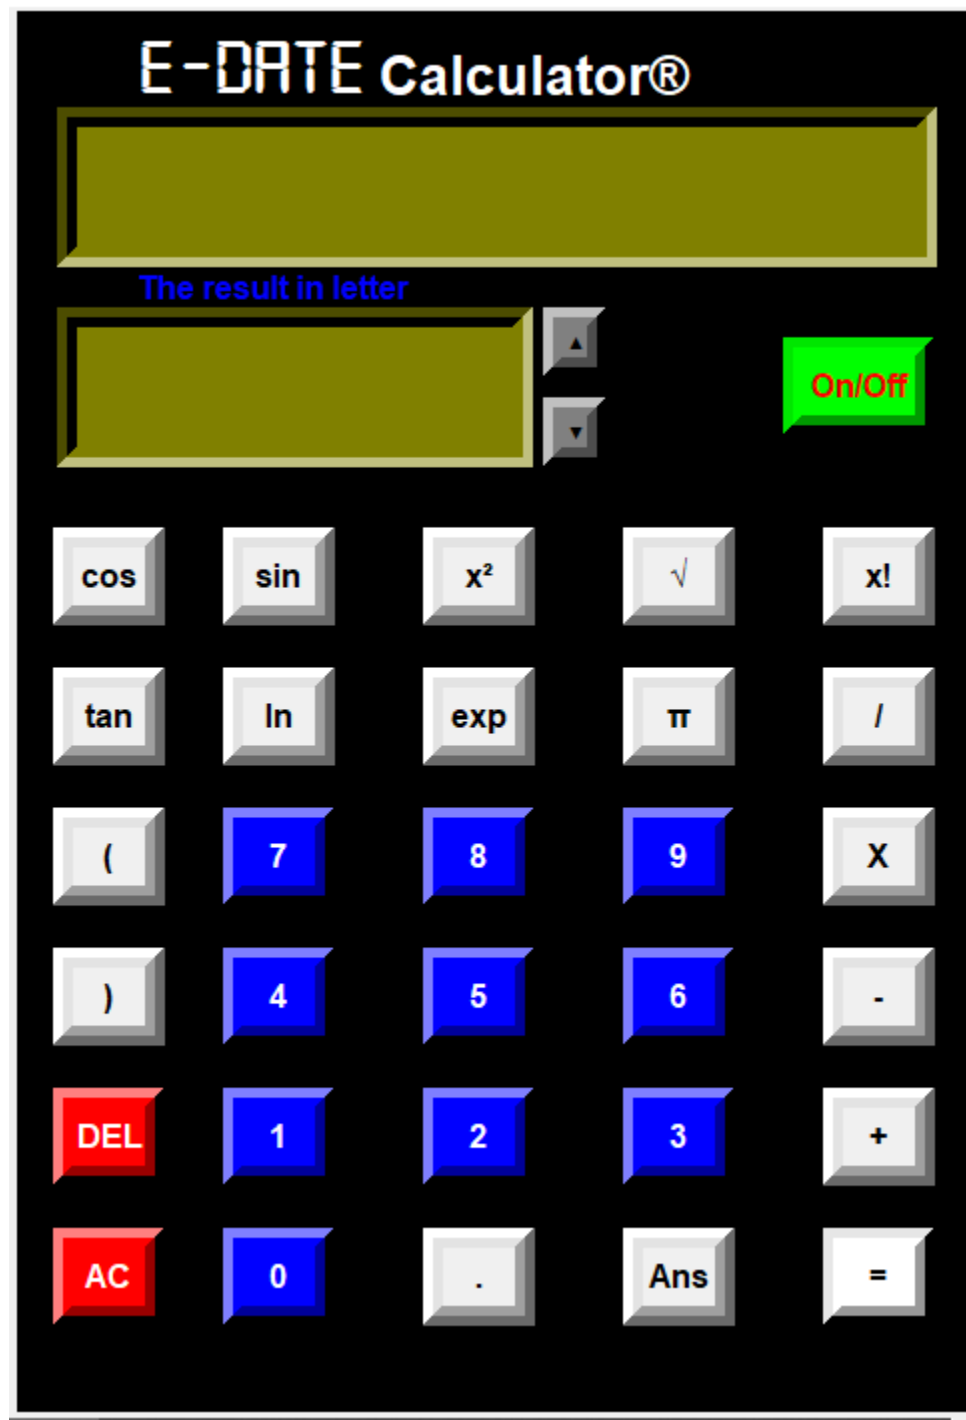 E-DATE Calculator®
The result in letter
▲
On/Off
▼
cos sin x² √ x!
tan ln exp π /
( 7 8 9 X
) 4 5 6 -
DEL 1 2 3 +
AC 0 . Ans =